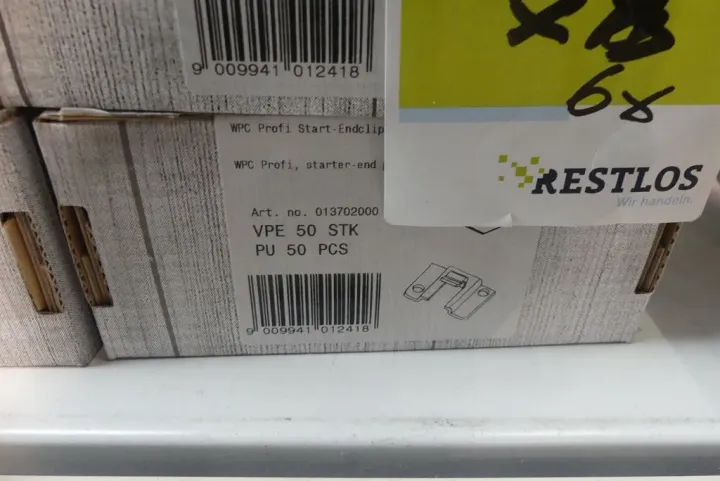 9 009941 012418
6x
RESTLOS
Wir handeln.
WPC Profi Start-Endclip
WPC Profi, starter-end
Art. no. 013702000
VPE 50 STK
PU 50 PCS
9 009941 012418